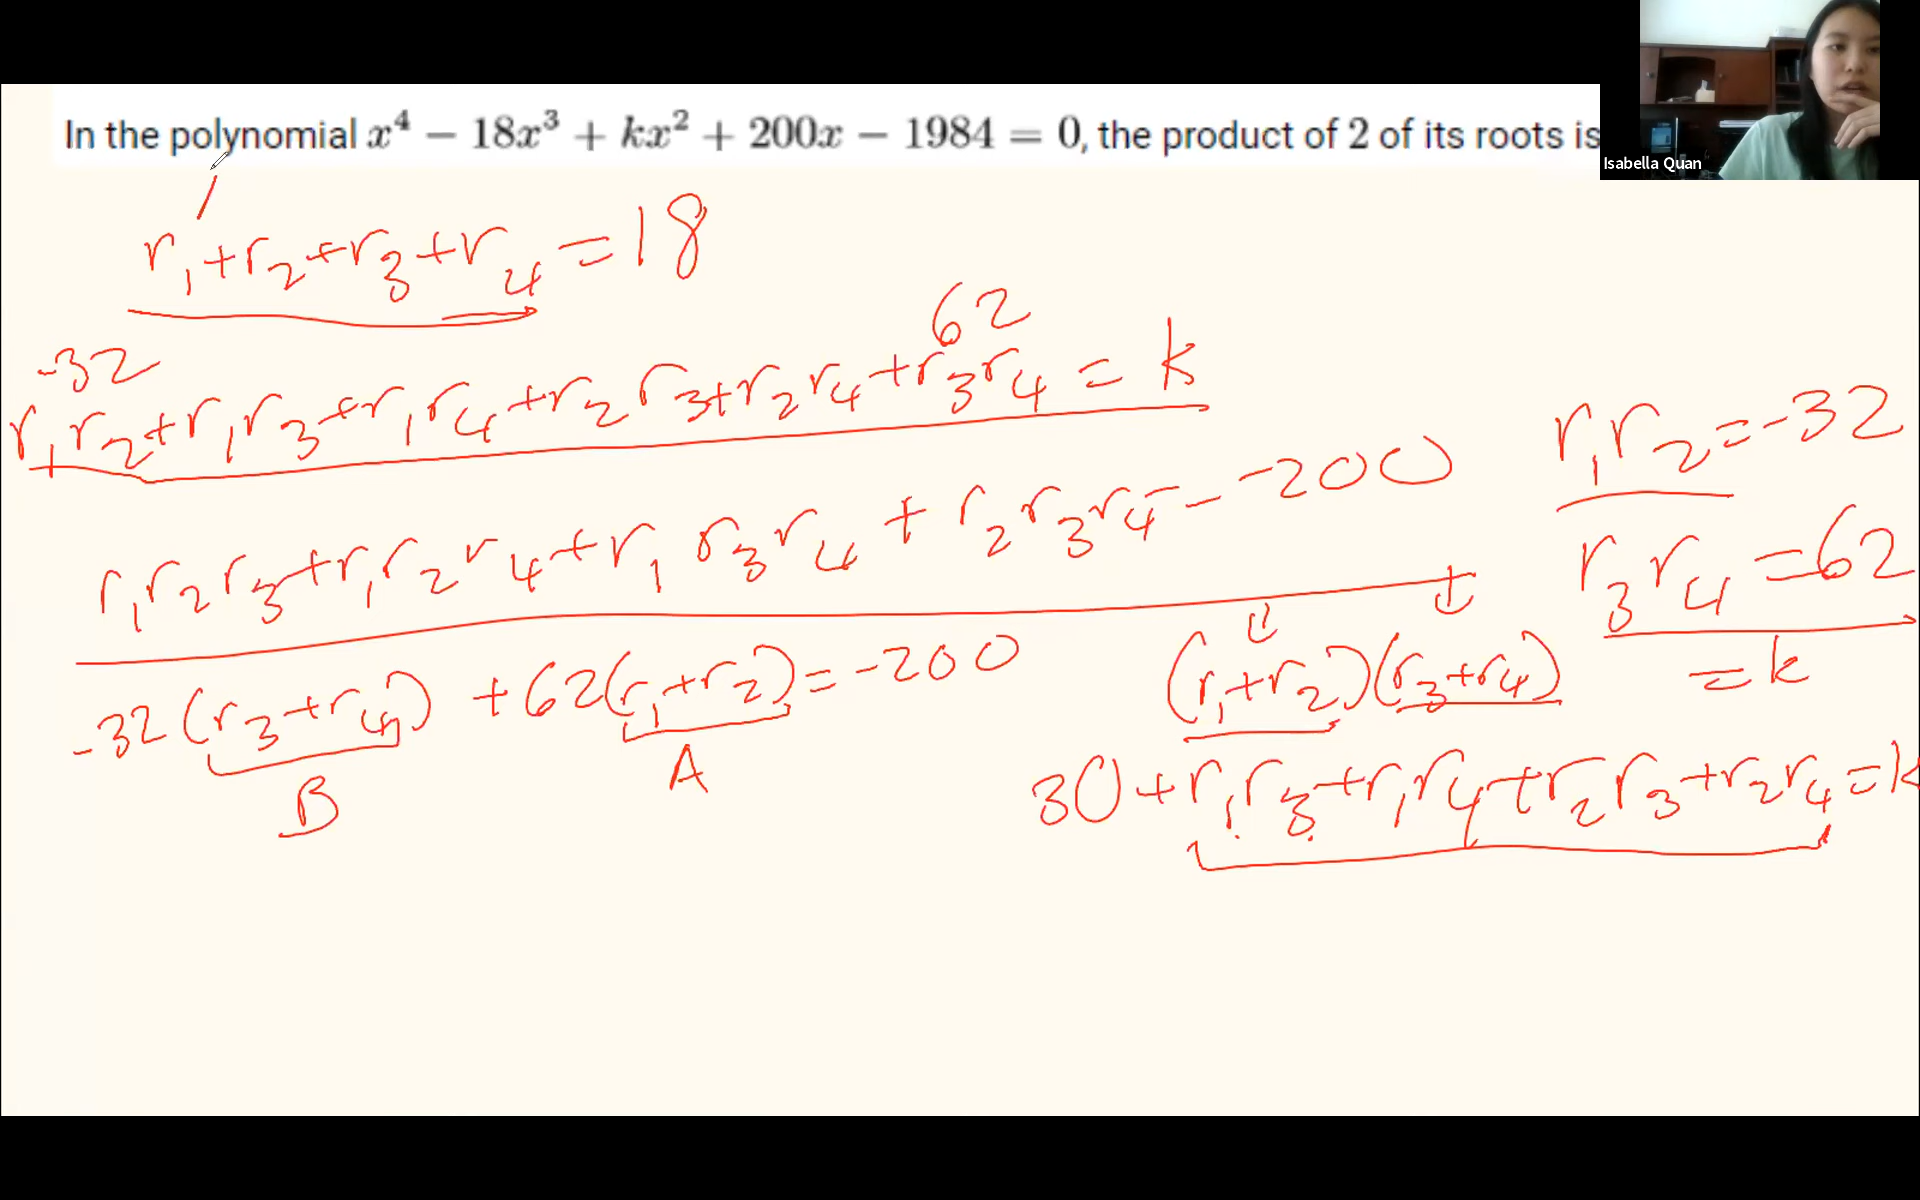 In the polynomial x⁴ − 18x³ + kx² + 200x − 1984 = 0, the product of 2 of its roots is
Isabella Quan
r₁+r₂+r₃+r₄ = 18
-32
62
r₁r₂+r₁r₃+r₁r₄+r₂r₃+r₂r₄+r₃r₄ = k
r₁r₂=-32
r₁r₂r₃+r₁r₂r₄+r₁r₃r₄+r₂r₃r₄=-200
r₃r₄=62
-32(r₃+r₄)+62(r₁+r₂)=-200
(r₁+r₂)(r₃+r₄)
=k
B
A
30+r₁r₃+r₁r₄+r₂r₃+r₂r₄=k